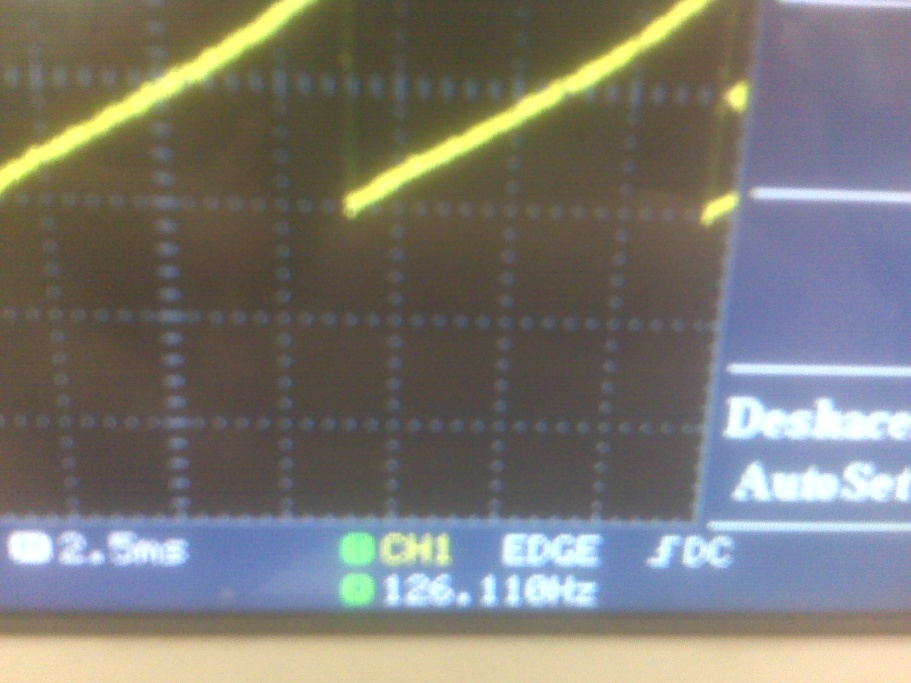 Deshace
AutoSet
2.5ms
CH1 EDGE DC
126.110Hz